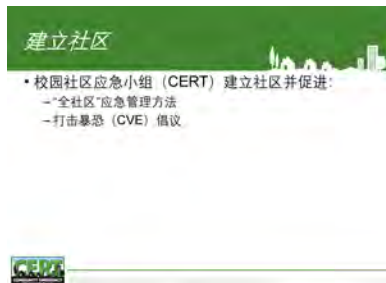 建立社区
• 校园社区应急小组（CERT）建立社区并促进:
–“全社区”应急管理方法
–打击暴恐（CVE）倡议
CERT